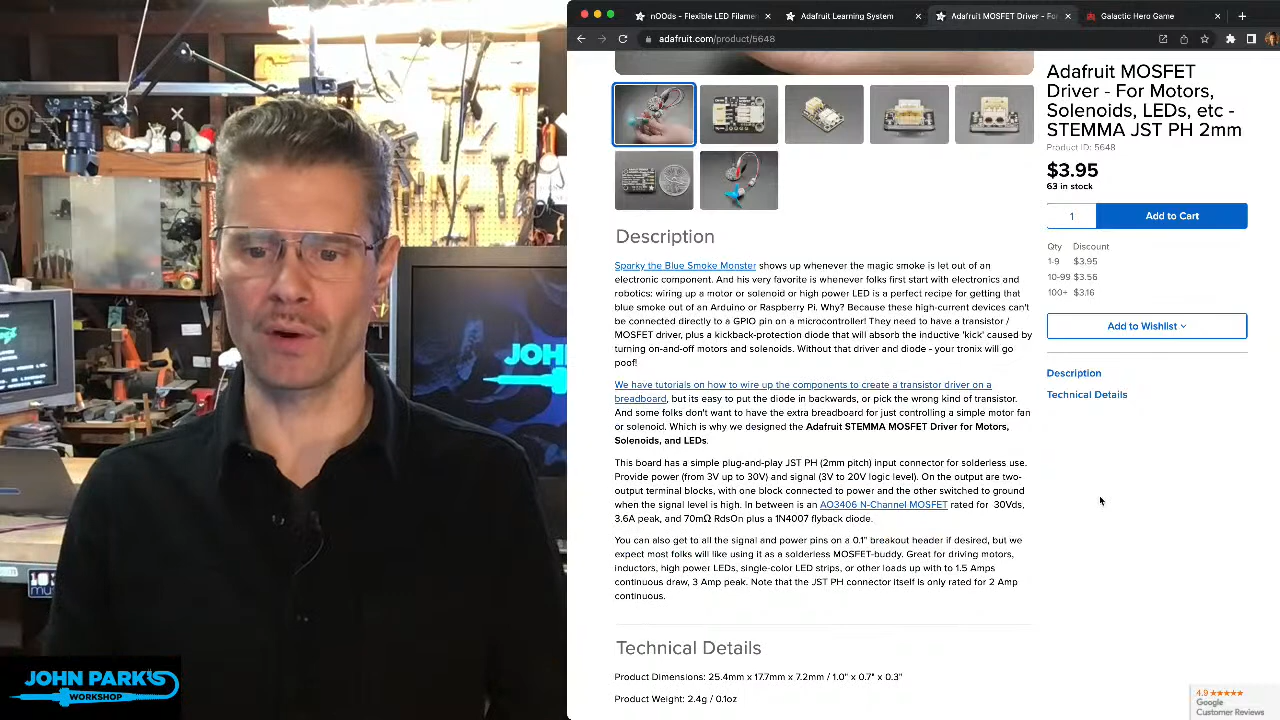 nOOds - Flexible LED Filame
Adafruit Learning System
Adafruit MOSFET Driver - Fo
Galactic Hero - Live
adafruit.com/product/5648
Adafruit MOSFET
Driver - For Motors,
Solenoids, LEDs, etc -
STEMMA JST PH 2mm
Product ID: 5648
$3.95
63 in stock
1
Add to Cart
Qty Discount
1-9 $3.95
10-99 $3.56
100+ $3.16
Add to Wishlist
Description
Technical Details
Description
Sparky the Blue Smoke Monster shows up whenever the magic smoke is let out of an
electronic component. And his very favorite is whenever folks first start with electronics and
robotics: wiring up a motor or solenoid or high power LED is a perfect recipe for getting that
blue smoke out of an Arduino or Raspberry Pi. Why? Because these high-current devices can't
be connected directly to a GPIO pin on a microcontroller! They need to have a transistor /
MOSFET driver, plus a kickback-protection diode that will absorb the inductive 'kick' caused by
turning on-and-off motors and solenoids. Without that driver and diode - your tronix will go
poof!
We have tutorials on how to wire up the components to create a transistor driver on a
breadboard, but its easy to put the diode in backwards, or pick the wrong kind of transistor.
And some folks don't want to have the extra breadboard for just controlling a simple motor fan
or solenoid. Which is why we designed the Adafruit STEMMA MOSFET Driver for Motors,
Solenoids, and LEDs.
This board has a simple plug-and-play JST PH (2mm pitch) input connector for solderless use.
Provide power (from 3V up to 30V) and signal (3V to 20V logic level). On the output are two-
output terminal blocks, with one block connected to power and the other switched to ground
when the signal level is high. In between is an AO3406 N-Channel MOSFET rated for 30Vds,
3.6A peak, and 70mΩ RdsOn plus a 1N4007 flyback diode.
You can also get to all the signal and power pins on a 0.1" breakout header if desired, but we
expect most folks will like using it as a solderless MOSFET-buddy. Great for driving motors,
inductors, high power LEDs, single-color LED strips, or other loads up with to 1.5 Amps
continuous draw, 3 Amp peak. Note that the JST PH connector itself is only rated for 2 Amp
continuous.
Technical Details
Product Dimensions: 25.4mm x 17.7mm x 7.2mm / 1.0" x 0.7" x 0.3"
Product Weight: 2.4g / 0.1oz
4.9 ★★★★★
Google
Customer Reviews
JOHN PARK'S
WORKSHOP
JOH